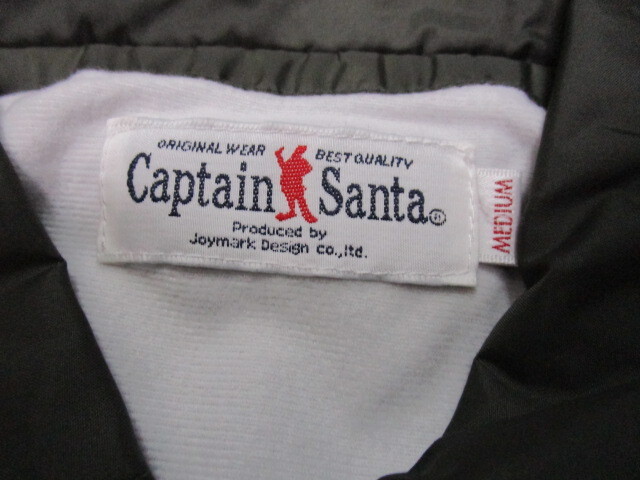 ORIGINAL WEAR BEST QUALITY
Captain Santa®
Produced by
Joymark Design co.,ltd.
MEDIUM